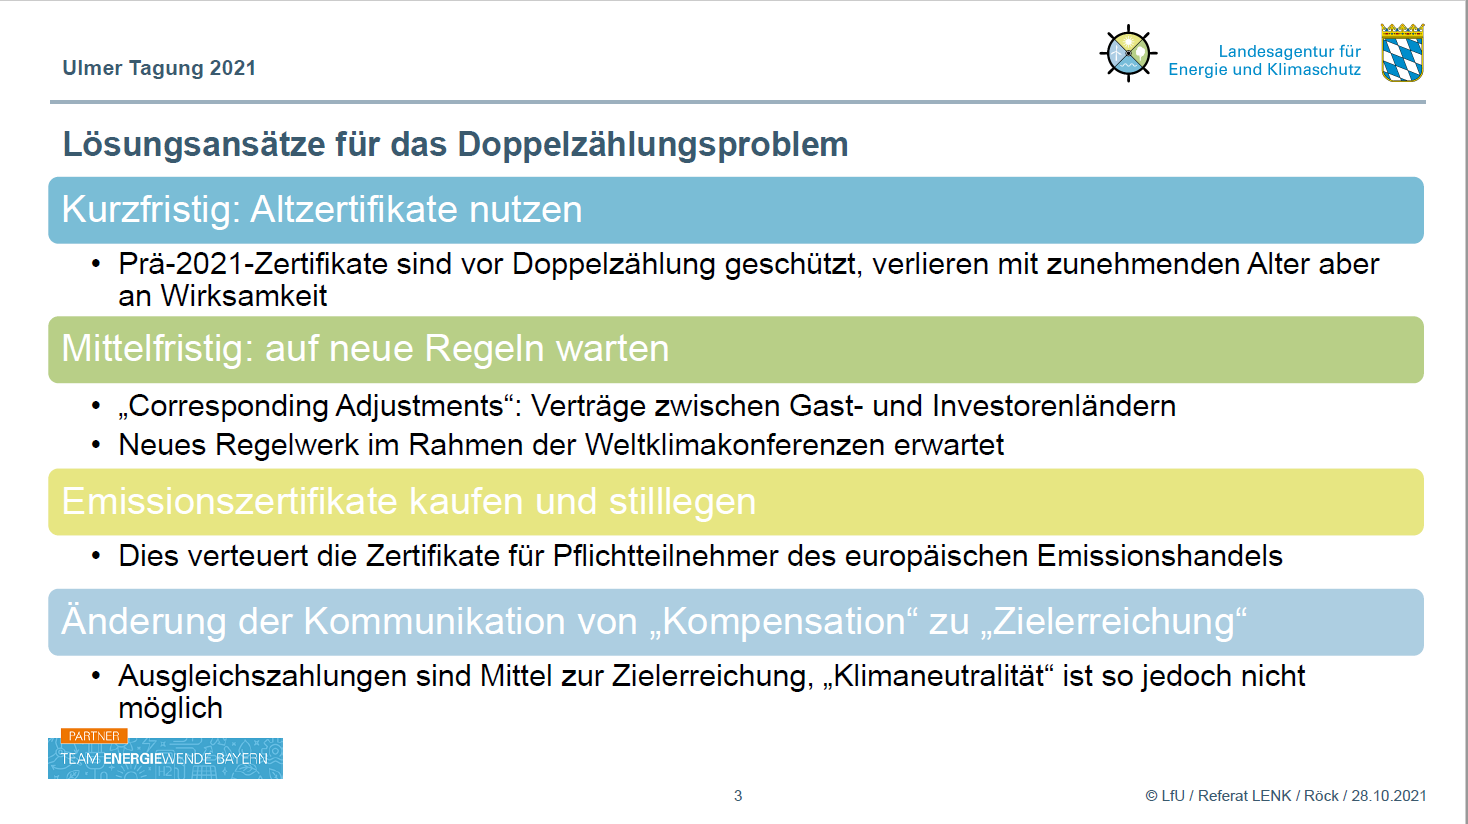 Ulmer Tagung 2021
Landesagentur für
Energie und Klimaschutz
Lösungsansätze für das Doppelzählungsproblem
Kurzfristig: Altzertifikate nutzen
• Prä-2021-Zertifikate sind vor Doppelzählung geschützt, verlieren mit zunehmenden Alter aber
an Wirksamkeit
Mittelfristig: auf neue Regeln warten
• „Corresponding Adjustments“: Verträge zwischen Gast- und Investorenländern
• Neues Regelwerk im Rahmen der Weltklimakonferenzen erwartet
Emissionszertifikate kaufen und stilllegen
• Dies verteuert die Zertifikate für Pflichtteilnehmer des europäischen Emissionshandels
Änderung der Kommunikation von „Kompensation“ zu „Zielerreichung“
• Ausgleichszahlungen sind Mittel zur Zielerreichung, „Klimaneutralität“ ist so jedoch nicht
möglich
PARTNER
TEAM ENERGIEWENDE BAYERN
3
© LfU / Referat LENK / Röck / 28.10.2021